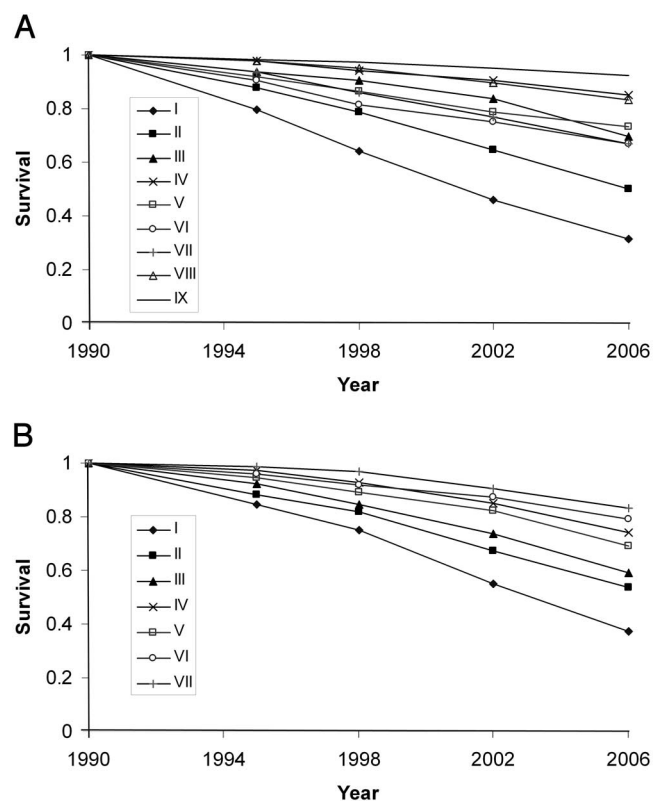 A
1
0.8
0.6
0.4
0.2
0
Survival
I
II
III
IV
V
VI
VII
VIII
IX
1990 1994 1998 2002 2006
Year
B
1
0.8
0.6
0.4
0.2
0
Survival
I
II
III
IV
V
VI
VII
1990 1994 1998 2002 2006
Year